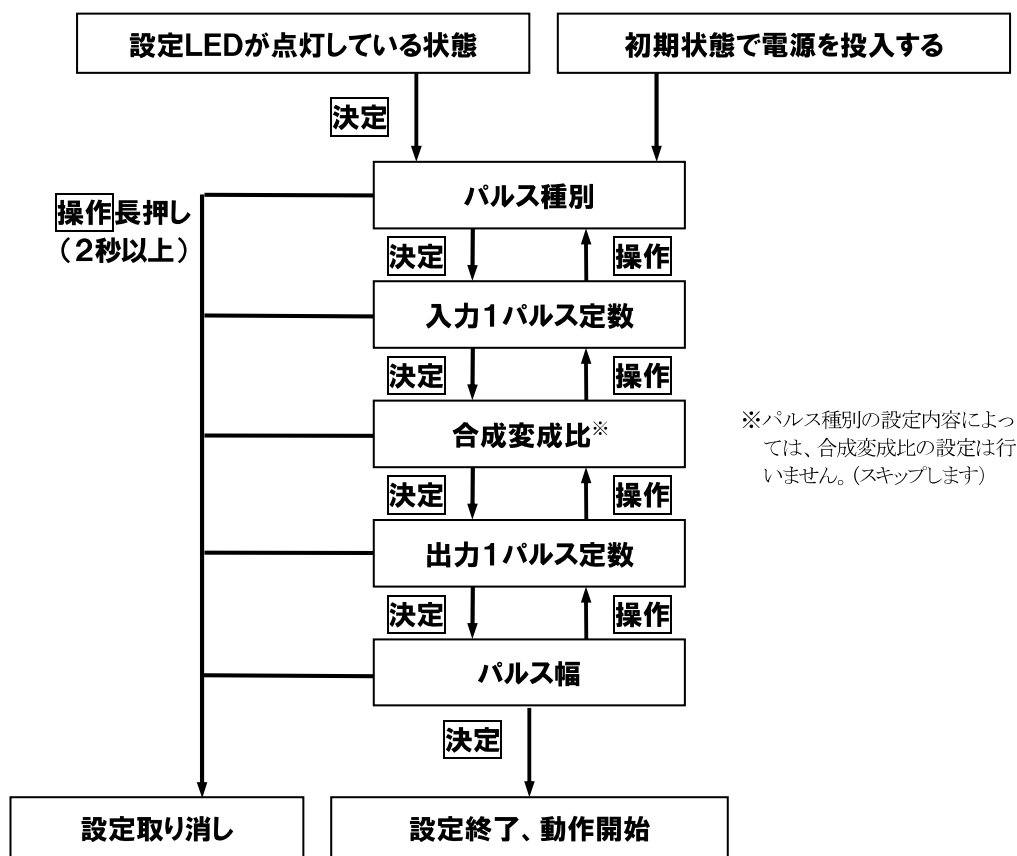 設定LEDが点灯している状態
初期状態で電源を投入する
決定
パルス種別
操作長押し
(2秒以上)
決定
操作
入力1パルス定数
決定
操作
合成変成比※
※パルス種別の設定内容によっ
ては、合成変成比の設定は行
いません。(スキップします)
決定
操作
出力1パルス定数
決定
操作
パルス幅
決定
設定取り消し
設定終了、動作開始